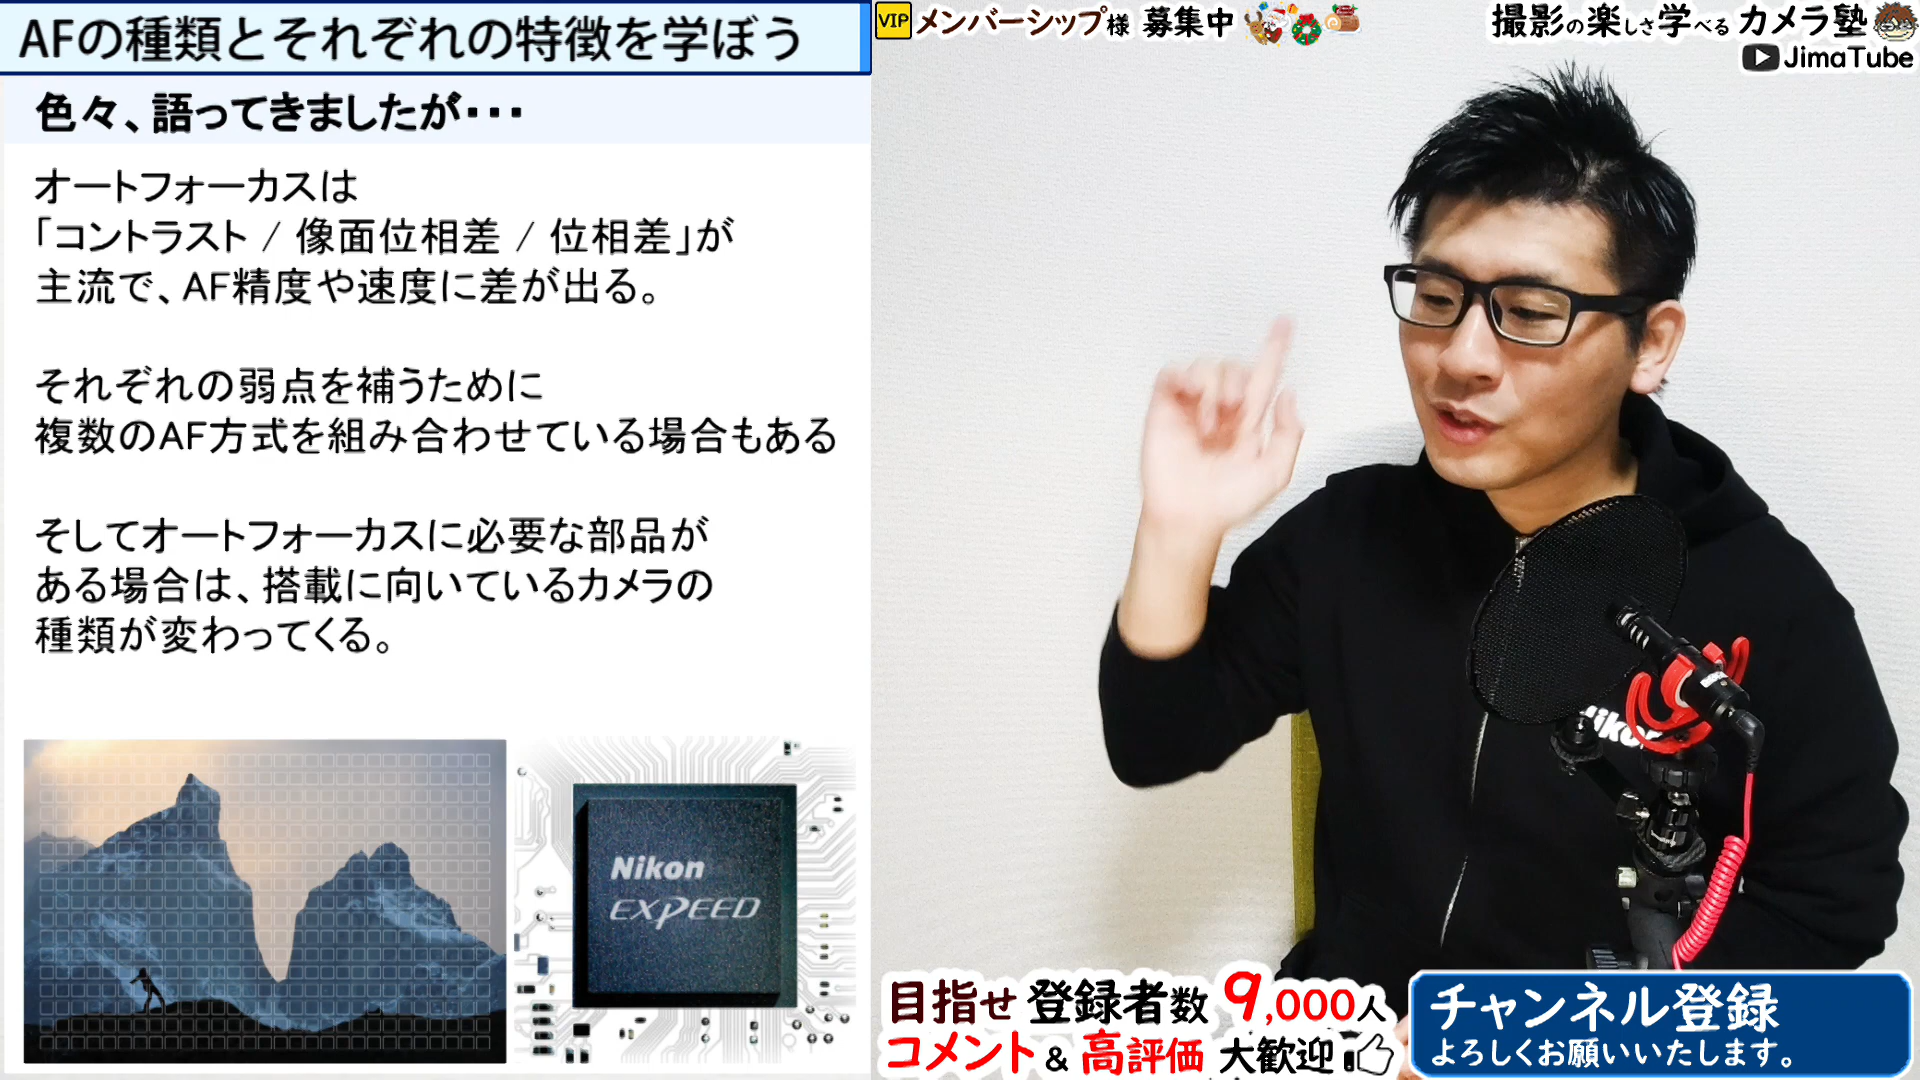 AFの種類とそれぞれの特徴を学ぼう
色々、語ってきましたが・・・
オートフォーカスは
「コントラスト / 像面位相差 / 位相差」が
主流で、AF精度や速度に差が出る。
それぞれの弱点を補うために
複数のAF方式を組み合わせている場合もある
そしてオートフォーカスに必要な部品が
ある場合は、搭載に向いているカメラの
種類が変わってくる。
Nikon
EXPEED
VIP メンバーシップ様 募集中
撮影の楽しさ学べる カメラ塾
JimaTube
Nikon
目指せ 登録者数 9,000人
コメント & 高評価 大歓迎
チャンネル登録
よろしくお願いいたします。